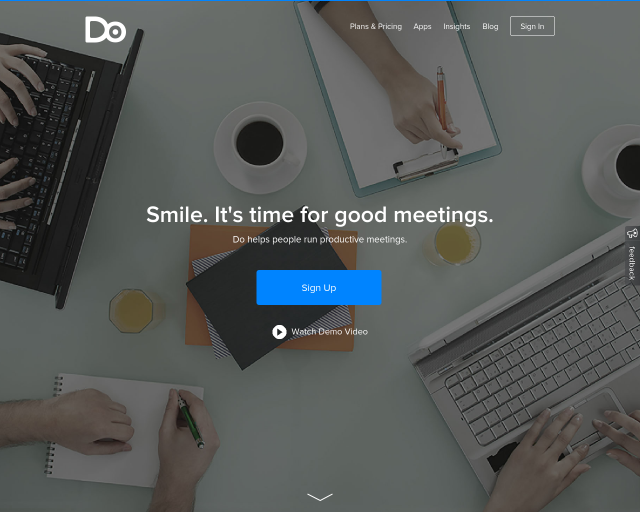 Do
Plans & Pricing Apps Insights Blog Sign In
Smile. It's time for good meetings.
Do helps people run productive meetings.
feedback
Sign Up
Watch Demo Video